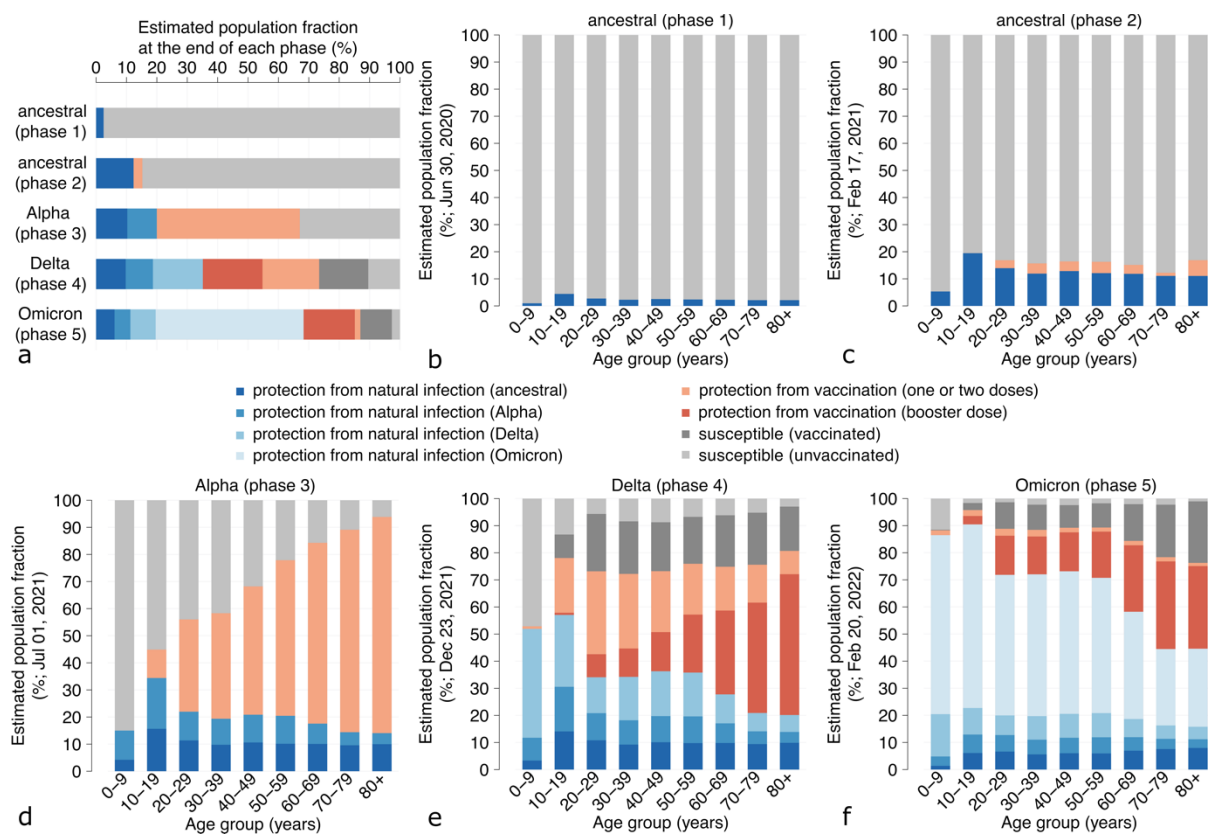 Estimated population fraction
at the end of each phase (%)
0 10 20 30 40 50 60 70 80 90 100
ancestral
(phase 1)
ancestral
(phase 2)
Alpha
(phase 3)
Delta
(phase 4)
Omicron
(phase 5)
a
ancestral (phase 1)
Estimated population fraction
(%; Jun 30, 2020)
100
90
80
70
60
50
40
30
20
10
0
0–9
10–19
20–29
30–39
40–49
50–59
60–69
70–79
80+
Age group (years)
b
ancestral (phase 2)
Estimated population fraction
(%; Feb 17, 2021)
100
90
80
70
60
50
40
30
20
10
0
0–9
10–19
20–29
30–39
40–49
50–59
60–69
70–79
80+
Age group (years)
c
protection from natural infection (ancestral)
protection from natural infection (Alpha)
protection from natural infection (Delta)
protection from natural infection (Omicron)
protection from vaccination (one or two doses)
protection from vaccination (booster dose)
susceptible (vaccinated)
susceptible (unvaccinated)
Alpha (phase 3)
Estimated population fraction
(%; Jul 01, 2021)
100
90
80
70
60
50
40
30
20
10
0
0–9
10–19
20–29
30–39
40–49
50–59
60–69
70–79
80+
Age group (years)
d
Delta (phase 4)
Estimated population fraction
(%; Dec 23, 2021)
100
90
80
70
60
50
40
30
20
10
0
0–9
10–19
20–29
30–39
40–49
50–59
60–69
70–79
80+
Age group (years)
e
Omicron (phase 5)
Estimated population fraction
(%; Feb 20, 2022)
100
90
80
70
60
50
40
30
20
10
0
0–9
10–19
20–29
30–39
40–49
50–59
60–69
70–79
80+
Age group (years)
f